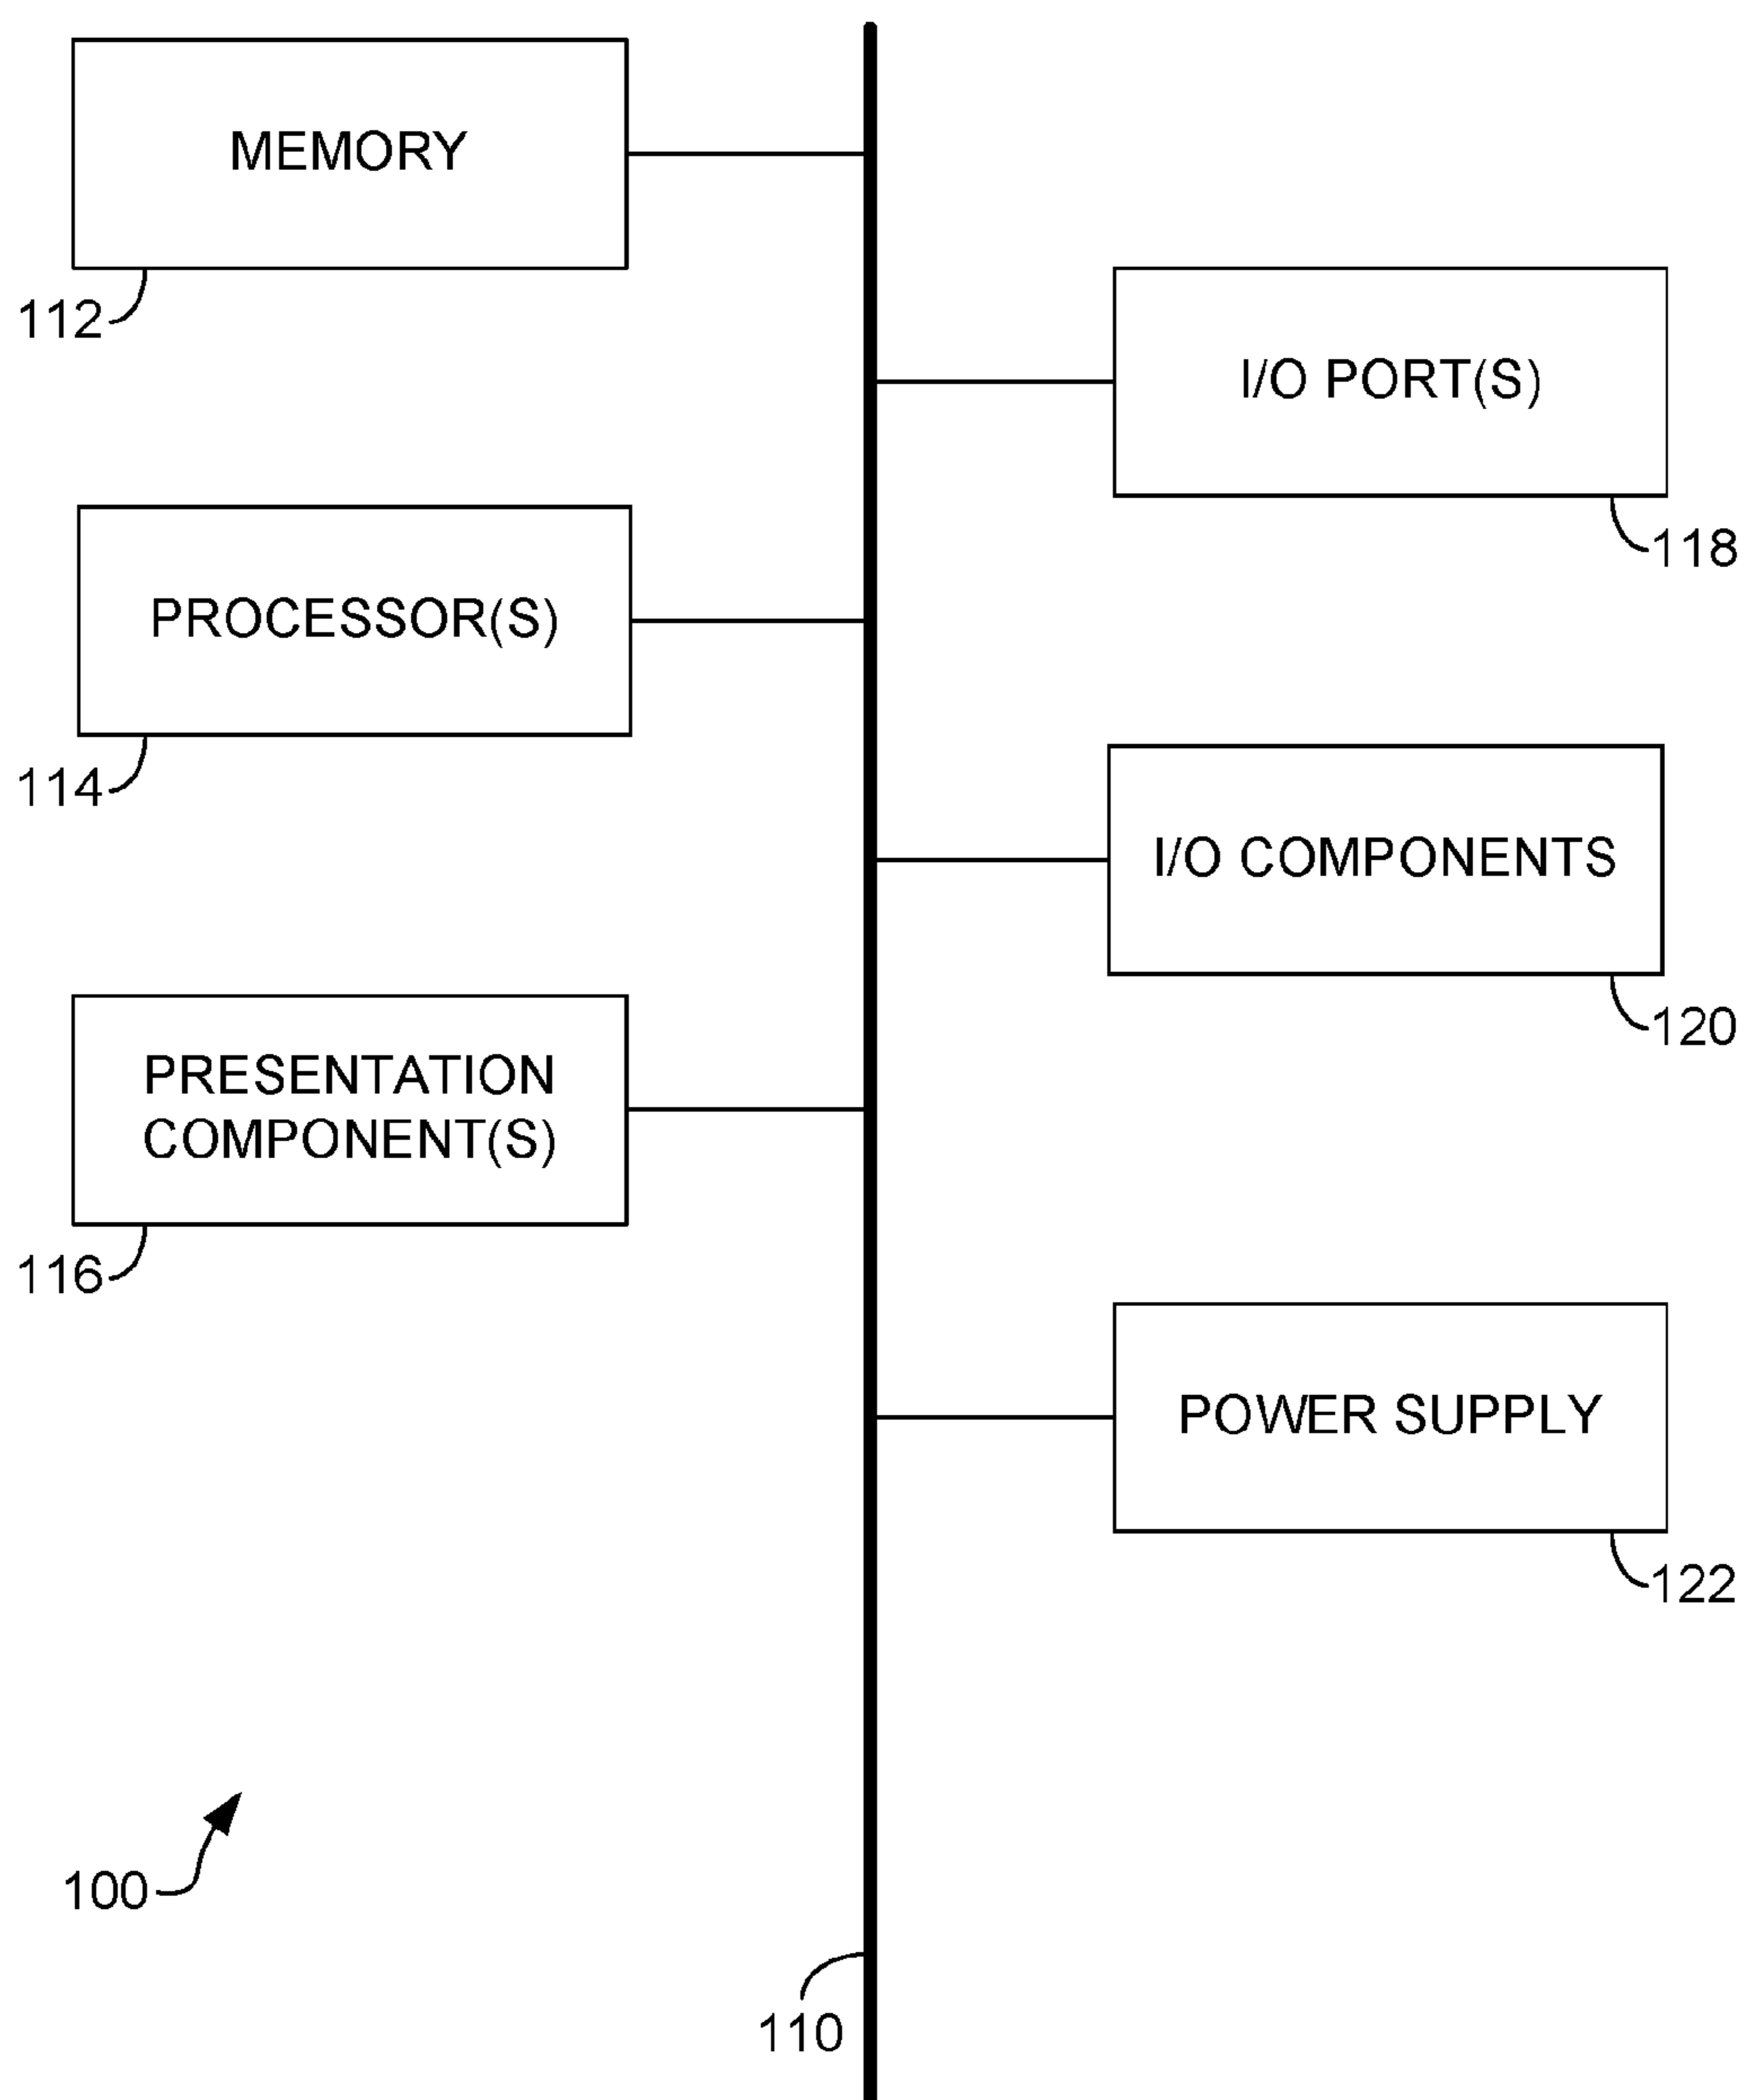 MEMORY
112
I/O PORT(S)
118
PROCESSOR(S)
114
I/O COMPONENTS
120
PRESENTATION
COMPONENT(S)
116
POWER SUPPLY
122
100
110